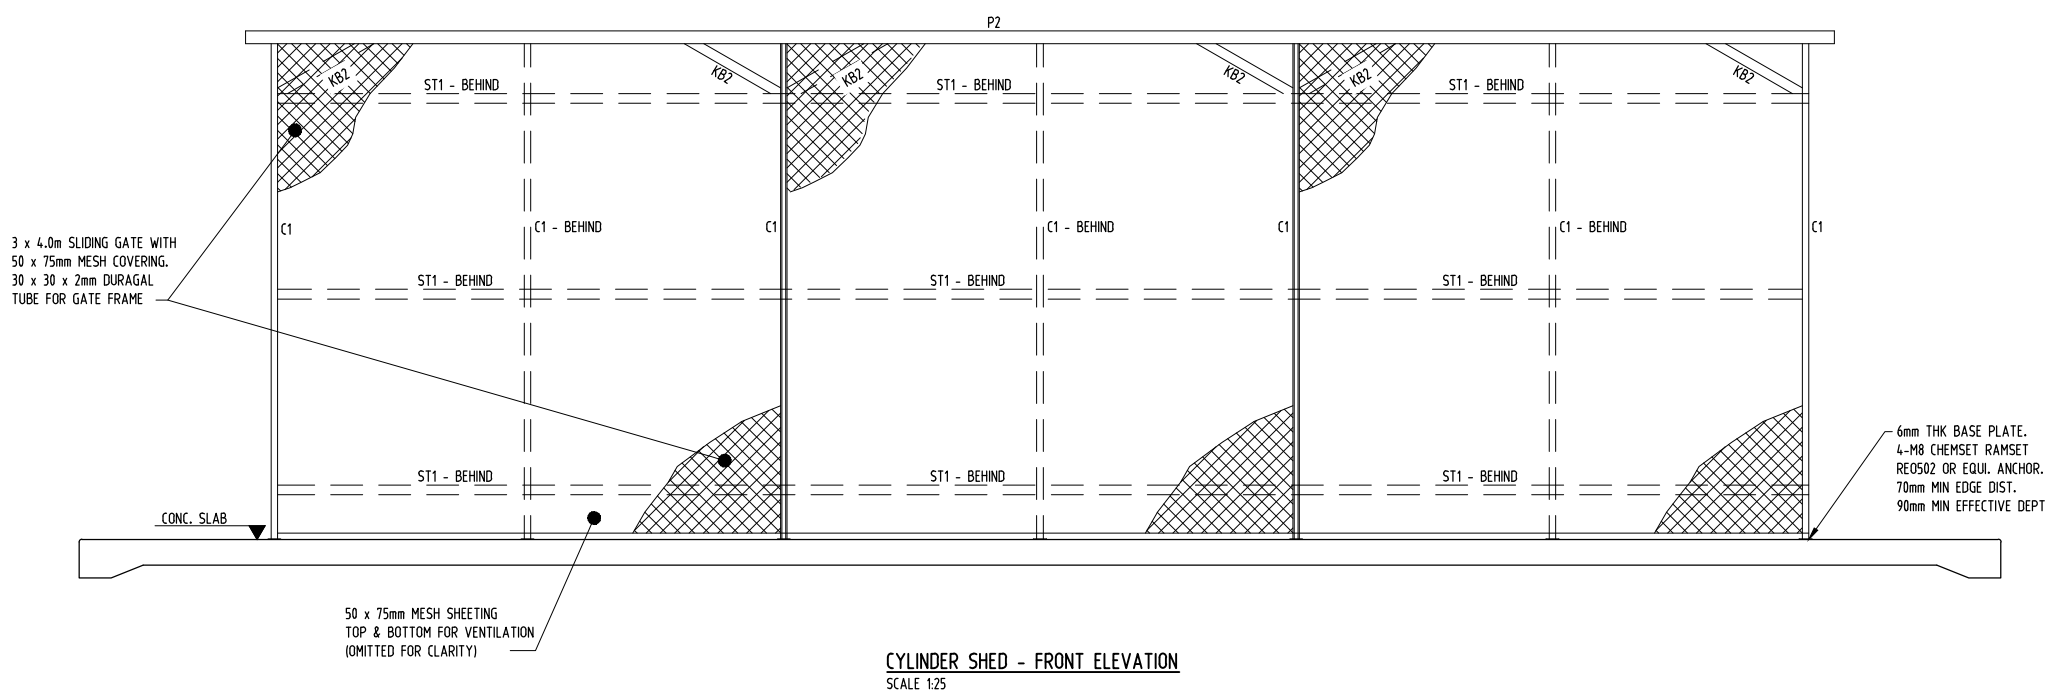 P2
KB2
KB2
KB2
KB2
KB2
KB2
ST1 - BEHIND
ST1 - BEHIND
ST1 - BEHIND
C1
C1 - BEHIND
C1
C1 - BEHIND
C1
C1 - BEHIND
C1
3 x 4.0m SLIDING GATE WITH
50 x 75mm MESH COVERING.
30 x 30 x 2mm DURAGAL
TUBE FOR GATE FRAME
ST1 - BEHIND
ST1 - BEHIND
ST1 - BEHIND
ST1 - BEHIND
ST1 - BEHIND
ST1 - BEHIND
6mm THK BASE PLATE.
4-M8 CHEMSET RAMSET
REO502 OR EQUI. ANCHOR.
70mm MIN EDGE DIST.
90mm MIN EFFECTIVE DEPT
CONC. SLAB
50 x 75mm MESH SHEETING
TOP & BOTTOM FOR VENTILATION
(OMITTED FOR CLARITY)
CYLINDER SHED - FRONT ELEVATION
SCALE 1:25